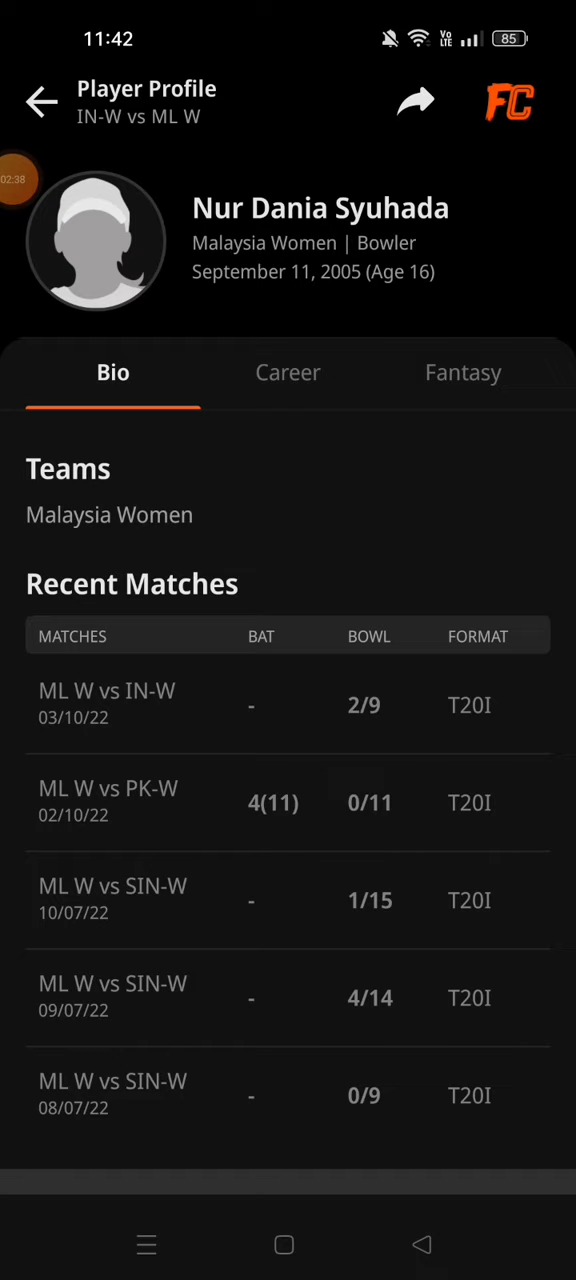 11:42
Vo
LTE
85
Player Profile
IN-W vs ML W
FC
02:38
Nur Dania Syuhada
Malaysia Women | Bowler
September 11, 2005 (Age 16)
Bio Career Fantasy
Teams
Malaysia Women
Recent Matches
MATCHES BAT BOWL FORMAT
ML W vs IN-W
03/10/22
- 2/9 T20I
ML W vs PK-W
02/10/22
4(11) 0/11 T20I
ML W vs SIN-W
10/07/22
- 1/15 T20I
ML W vs SIN-W
09/07/22
- 4/14 T20I
ML W vs SIN-W
08/07/22
- 0/9 T20I